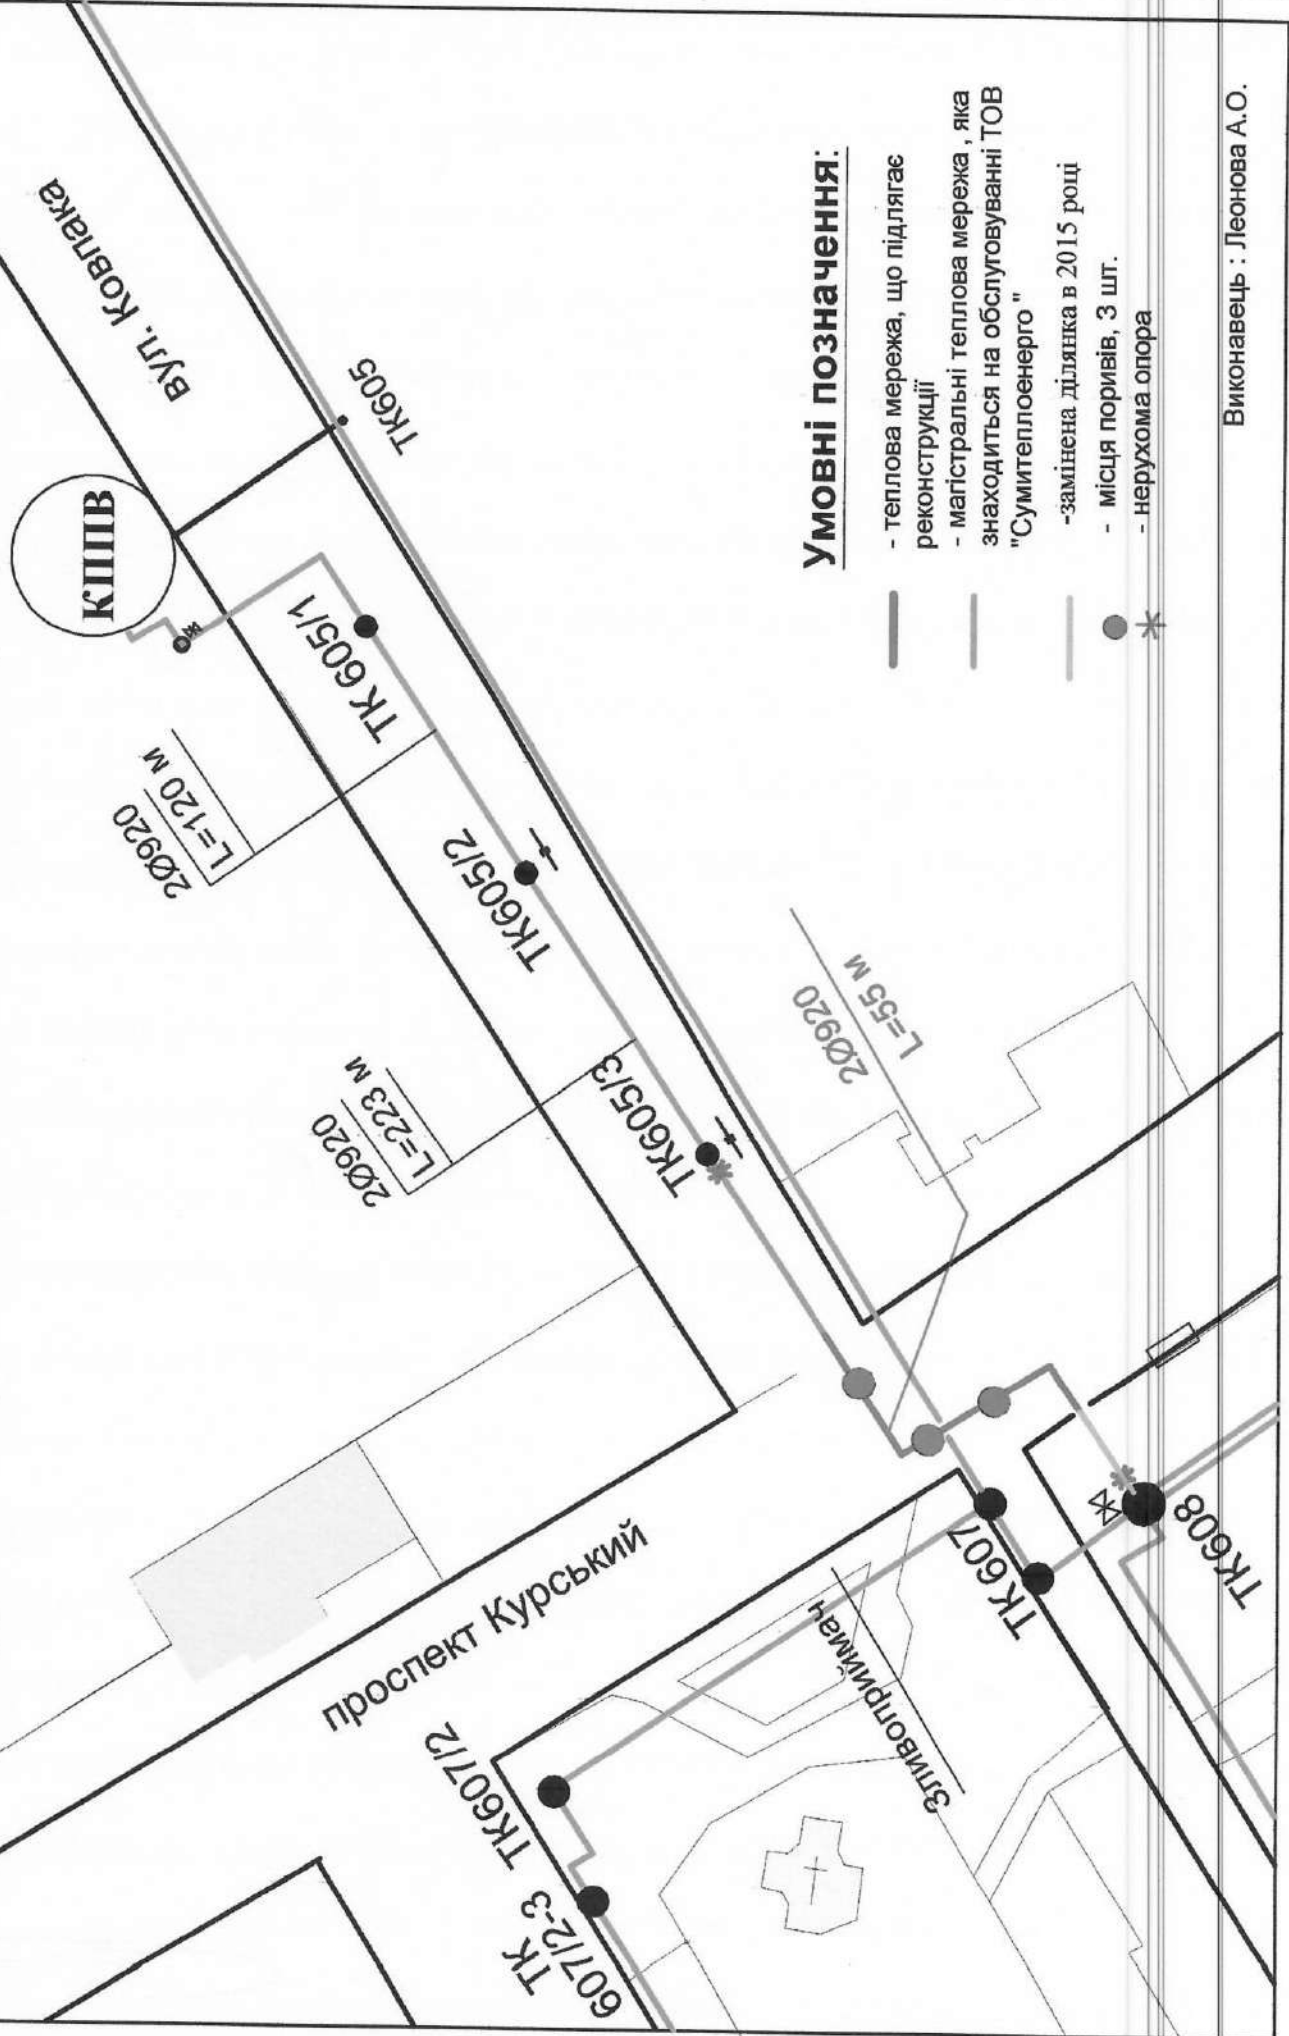 вул. Ковпака
КППВ
ТК605
ТК 605/1
2Ø920
L=120 м
ТК605/2
2Ø920
L=223 м
ТК605/3
2Ø920
L=55 м
проспект Курський
ТК 607
ТК608
Зливоприймач
ТК607/2
ТК
607/2-3
Умовні позначення:
- теплова мережа, що підлягає
реконструкції
- магістральні теплова мережа , яка
знаходиться на обслуговуванні ТОВ
"Сумитеплоенерго "
-замінена ділянка в 2015 році
- місця поривів, 3 шт.
- нерухома опора
Виконавець : Леонова А.О.